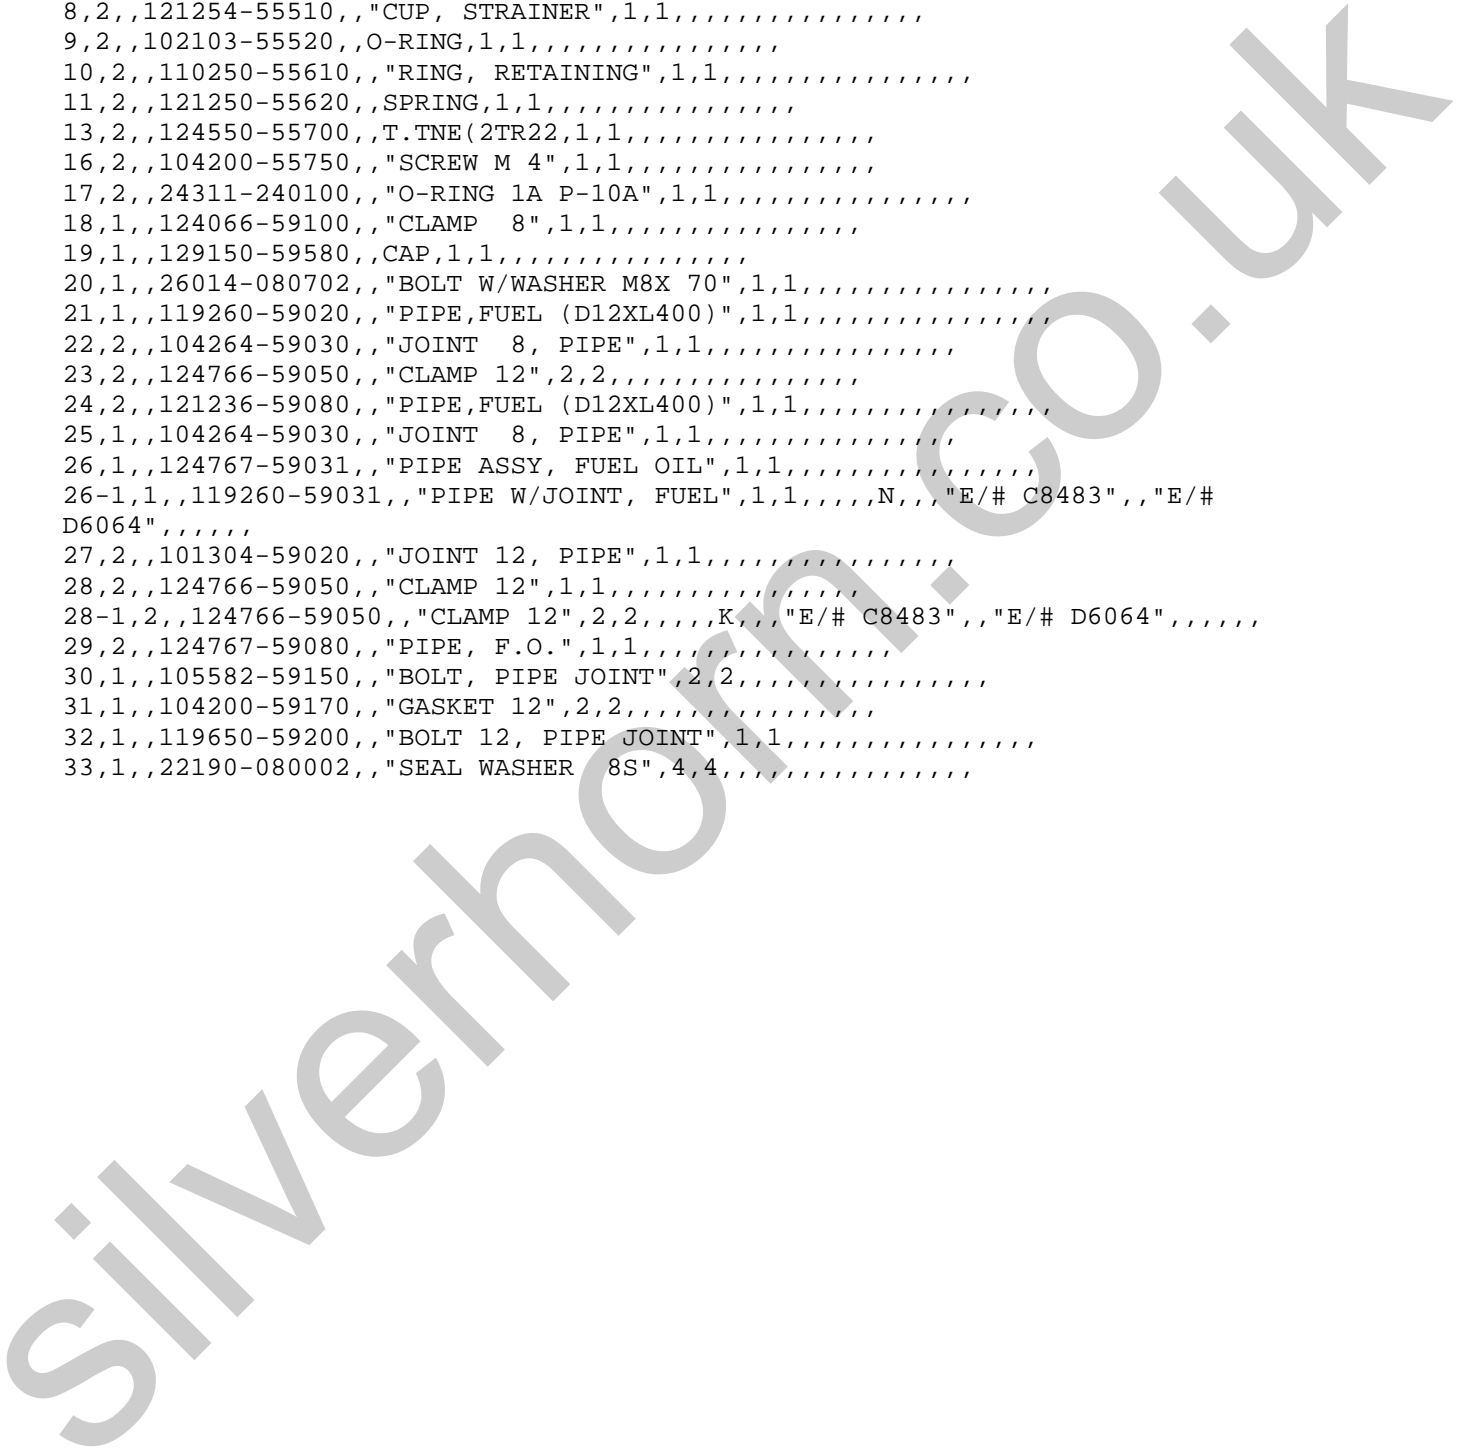 8,2,,121254-55510,,"CUP, STRAINER",1,1,,,,,,,,,,,,,,,,
9,2,,102103-55520,,O-RING,1,1,,,,,,,,,,,,,,,,
10,2,,110250-55610,,"RING, RETAINING",1,1,,,,,,,,,,,,,,,,
11,2,,121250-55620,,SPRING,1,1,,,,,,,,,,,,,,,,
13,2,,124550-55700,,T.TNE(2TR22,1,1,,,,,,,,,,,,,,,,
16,2,,104200-55750,,"SCREW M 4",1,1,,,,,,,,,,,,,,,,
17,2,,24311-240100,,"O-RING 1A P-10A",1,1,,,,,,,,,,,,,,,,
18,1,,124066-59100,,"CLAMP  8",1,1,,,,,,,,,,,,,,,,
19,1,,129150-59580,,CAP,1,1,,,,,,,,,,,,,,,,
20,1,,26014-080702,,"BOLT W/WASHER M8X 70",1,1,,,,,,,,,,,,,,,,
21,1,,119260-59020,,"PIPE,FUEL (D12XL400)",1,1,,,,,,,,,,,,,,,,
22,2,,104264-59030,,"JOINT  8, PIPE",1,1,,,,,,,,,,,,,,,,
23,2,,124766-59050,,"CLAMP 12",2,2,,,,,,,,,,,,,,,,
24,2,,121236-59080,,"PIPE,FUEL (D12XL400)",1,1,,,,,,,,,,,,,,,,
25,1,,104264-59030,,"JOINT  8, PIPE",1,1,,,,,,,,,,,,,,,,
26,1,,124767-59031,,"PIPE ASSY, FUEL OIL",1,1,,,,,,,,,,,,,,,,
26-1,1,,119260-59031,,"PIPE W/JOINT, FUEL",1,1,,,,,N,,,"E/# C8483",,"E/#
D6064",,,,,,
27,2,,101304-59020,,"JOINT 12, PIPE",1,1,,,,,,,,,,,,,,,,
28,2,,124766-59050,,"CLAMP 12",1,1,,,,,,,,,,,,,,,,
28-1,2,,124766-59050,,"CLAMP 12",2,2,,,,,K,,,"E/# C8483",,"E/# D6064",,,,,,
29,2,,124767-59080,,"PIPE, F.O.",1,1,,,,,,,,,,,,,,,,
30,1,,105582-59150,,"BOLT, PIPE JOINT",2,2,,,,,,,,,,,,,,,,
31,1,,104200-59170,,"GASKET 12",2,2,,,,,,,,,,,,,,,,
32,1,,119650-59200,,"BOLT 12, PIPE JOINT",1,1,,,,,,,,,,,,,,,,
33,1,,22190-080002,,"SEAL WASHER  8S",4,4,,,,,,,,,,,,,,,,
silverhorn.co.uk